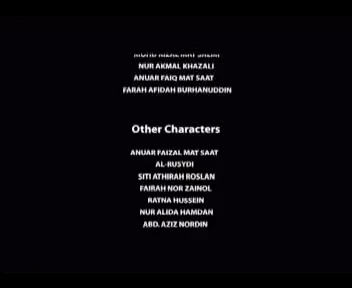 NUR AKMAL KHAZALI
ANUAR FAIQ MAT SAAT
FARAH AFIDAH BURHANUDDIN
Other Characters
ANUAR FAIZAL MAT SAAT
AL-RUSYDI
SITI ATHIRAH ROSLAN
FAIRAH NOR ZAINOL
RATNA HUSSEIN
NUR ALIDA HAMDAN
ABD. AZIZ NORDIN